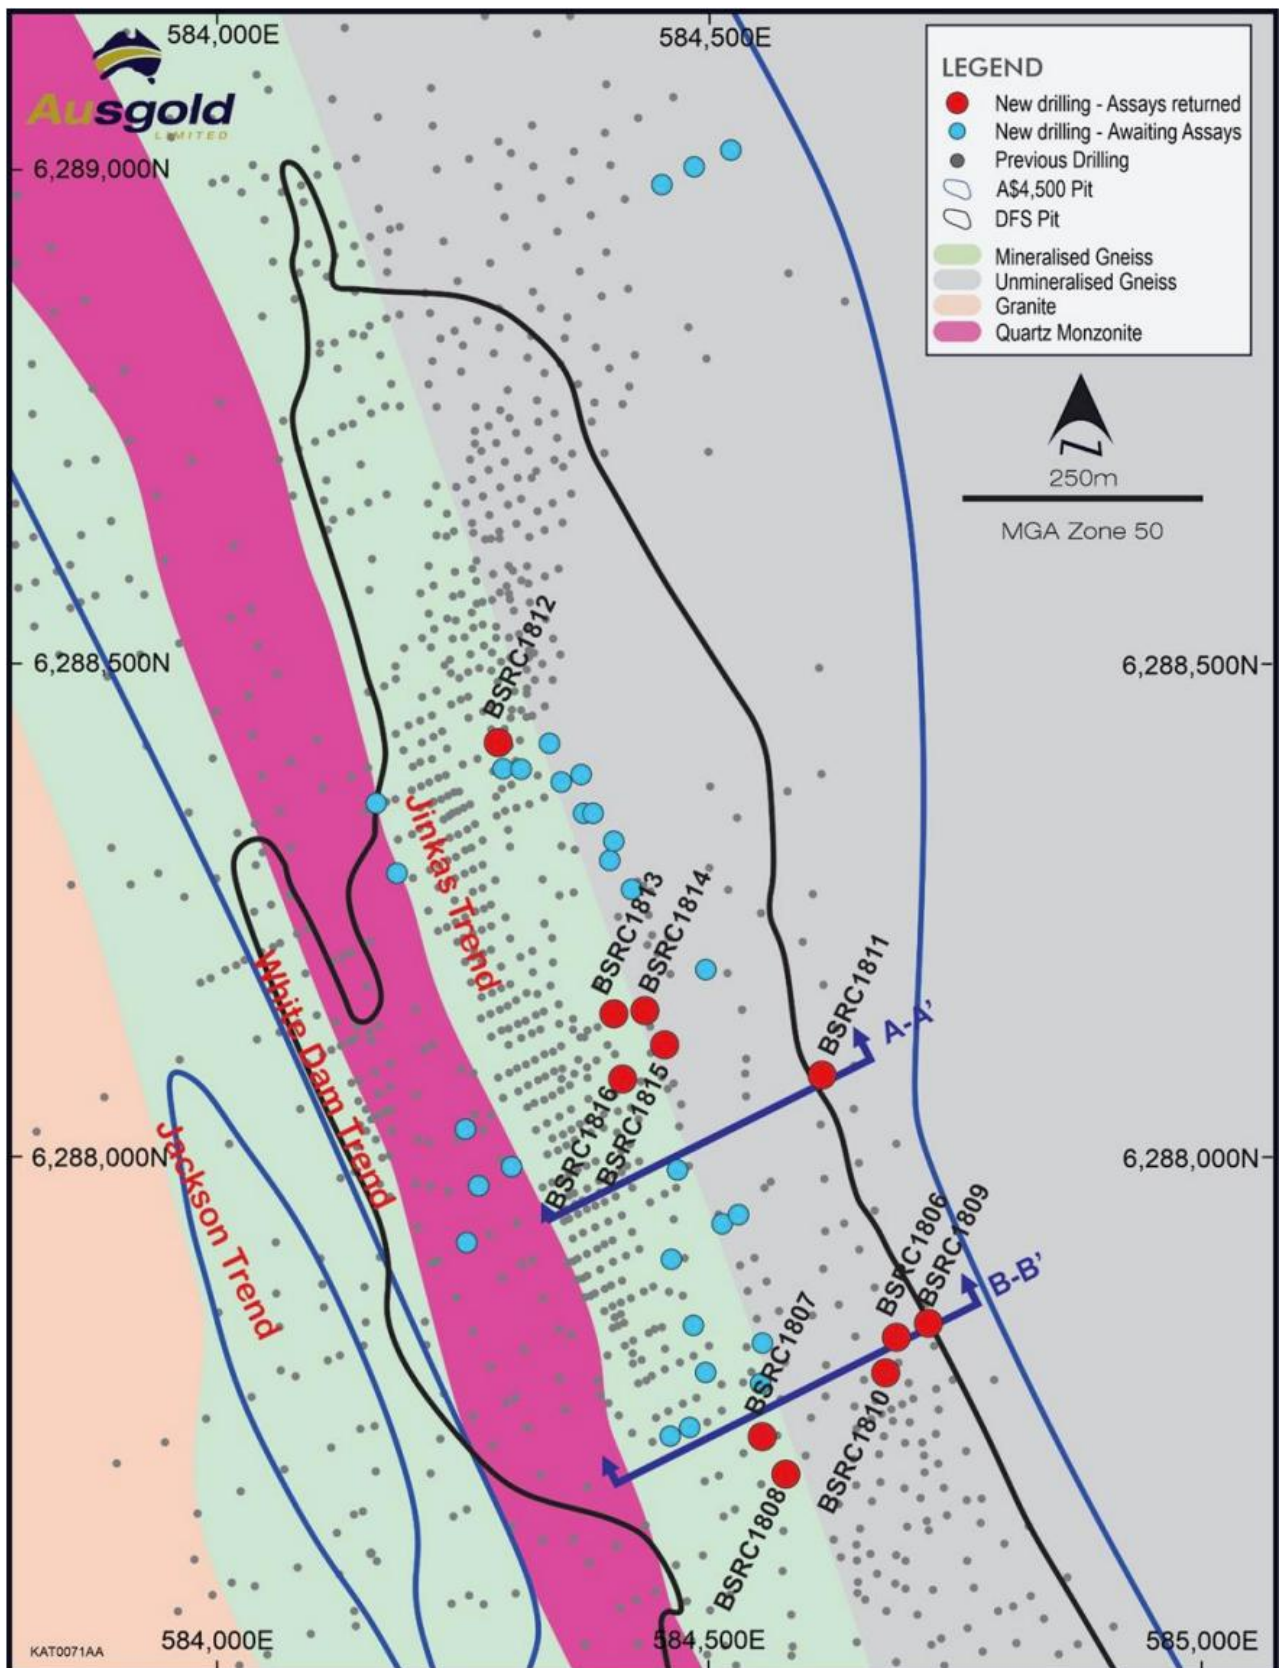 584,000E
584,500E
Ausgold
LIMITED
LEGEND
New drilling - Assays returned
New drilling - Awaiting Assays
Previous Drilling
A$4,500 Pit
DFS Pit
Mineralised Gneiss
Unmineralised Gneiss
Granite
Quartz Monzonite
6,289,000N
N
250m
MGA Zone 50
BSRC1812
6,288,500N
6,288,500N
Jinkas Trend
BSRC1813
BSRC1814
BSRC1811
A-A'
White Dam Trend
BSRC1816
BSRC1815
Jackson Trend
6,288,000N
6,288,000N
BSRC1806
BSRC1809
B-B'
BSRC1807
BSRC1810
BSRC1808
KAT0071AA
584,000E
584,500E
585,000E